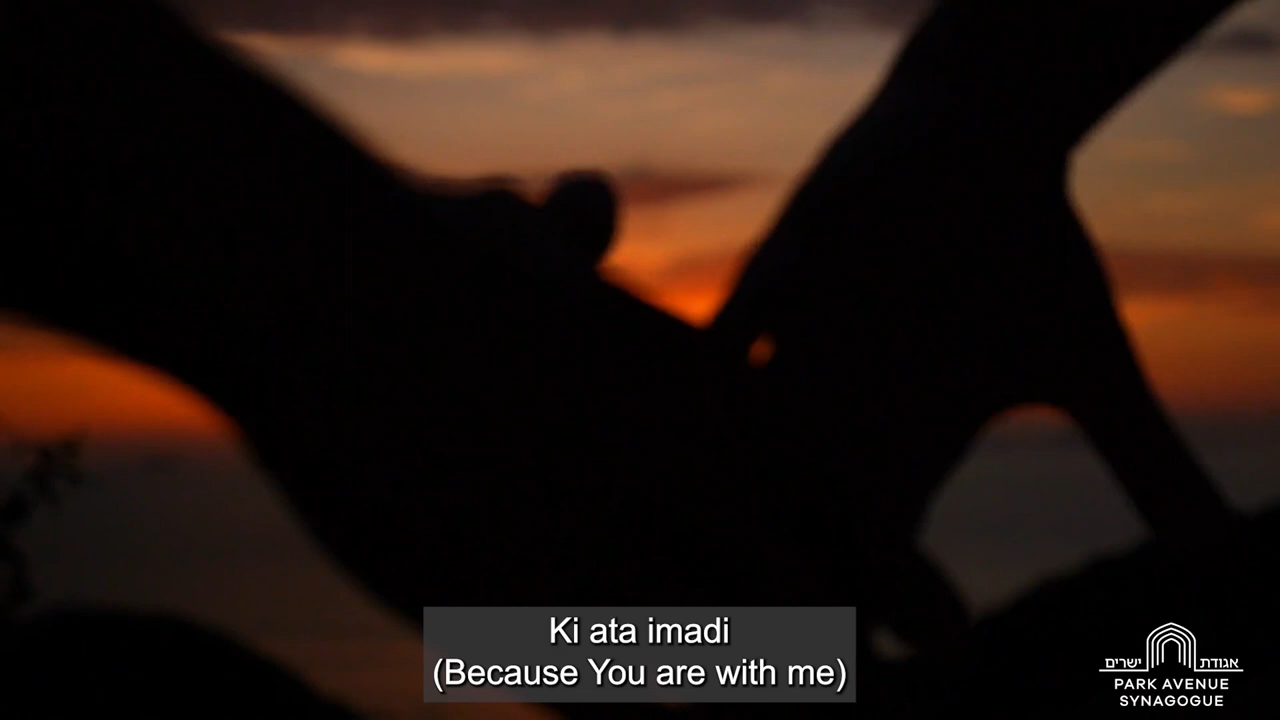 Ki ata imadi
(Because You are with me)
אגודת ישרים
PARK AVENUE
SYNAGOGUE